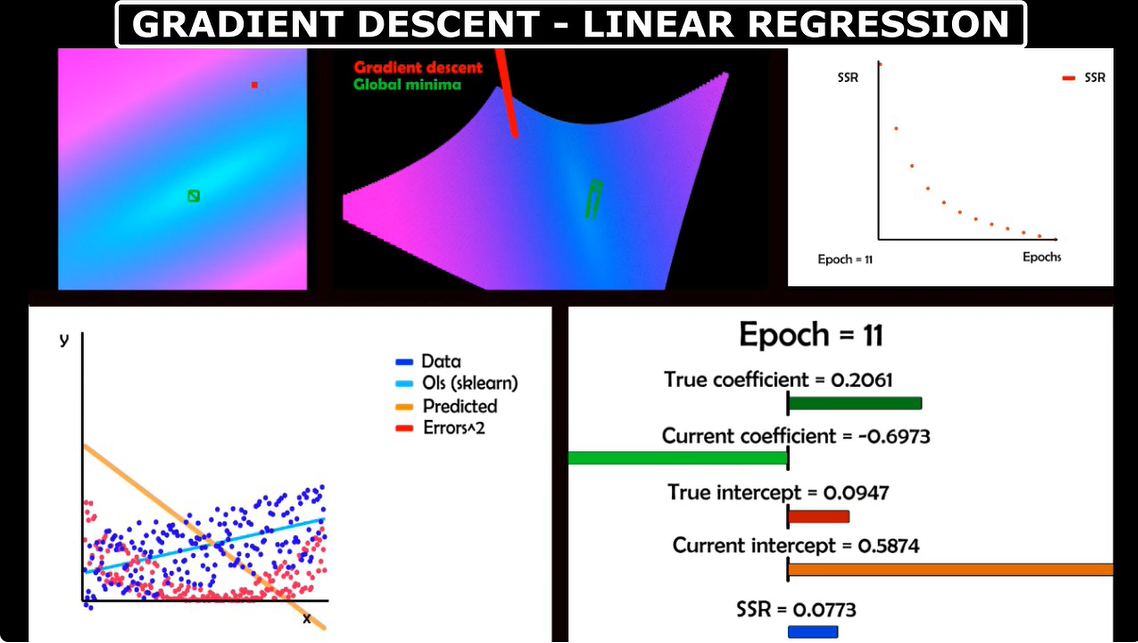 GRADIENT DESCENT - LINEAR REGRESSION
Gradient descent
Global minima
SSR
SSR
Epoch = 11
Epochs
y
Data
Ols (sklearn)
Predicted
Errors^2
x
Epoch = 11
True coefficient = 0.2061
Current coefficient = -0.6973
True intercept = 0.0947
Current intercept = 0.5874
SSR = 0.0773